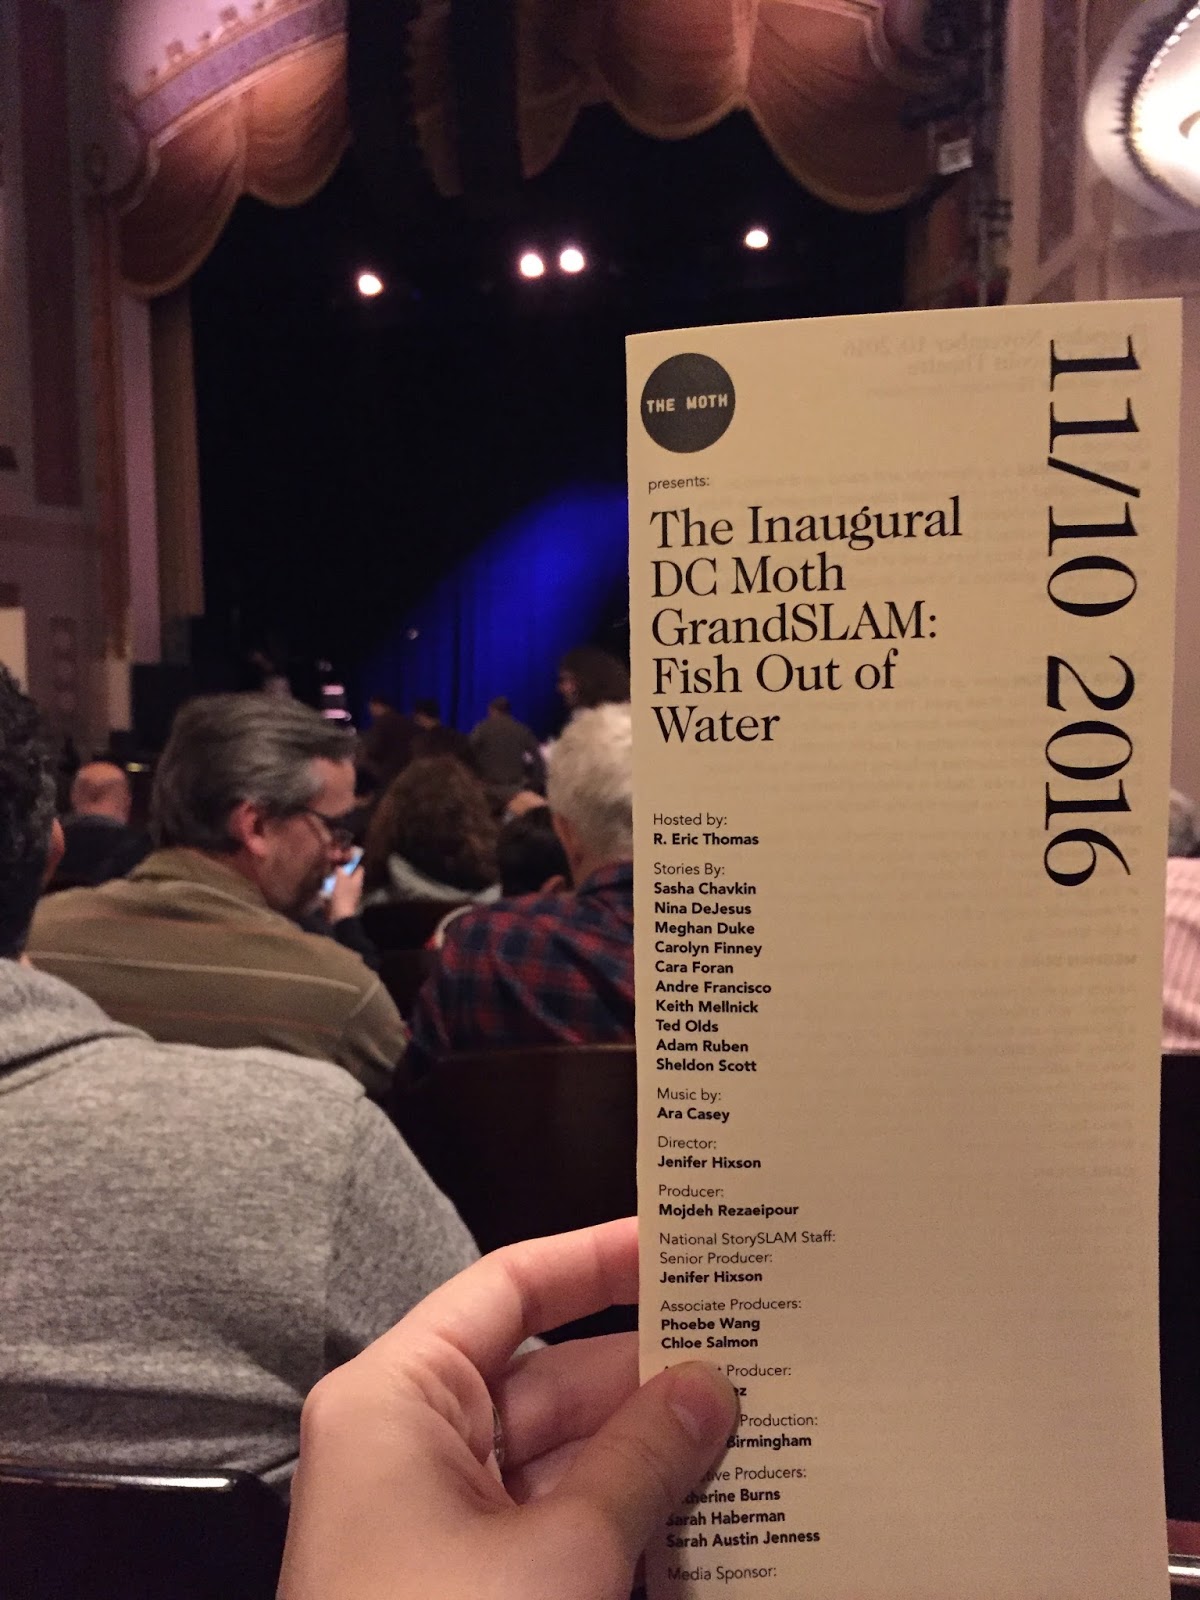 THE MOTH
presents:
The Inaugural
DC Moth
GrandSLAM:
Fish Out of
Water
11/10 2016
Hosted by:
R. Eric Thomas
Stories By:
Sasha Chavkin
Nina DeJesus
Meghan Duke
Carolyn Finney
Cara Foran
Andre Francisco
Keith Mellnick
Ted Olds
Adam Ruben
Sheldon Scott
Music by:
Ara Casey
Director:
Jenifer Hixson
Producer:
Mojdeh Rezaeipour
National StorySLAM Staff:
Senior Producer:
Jenifer Hixson
Associate Producers:
Phoebe Wang
Chloe Salmon
Producer:
Production:
Birmingham
Producers:
Burns
Sarah Haberman
Sarah Austin Jenness
Media Sponsor: